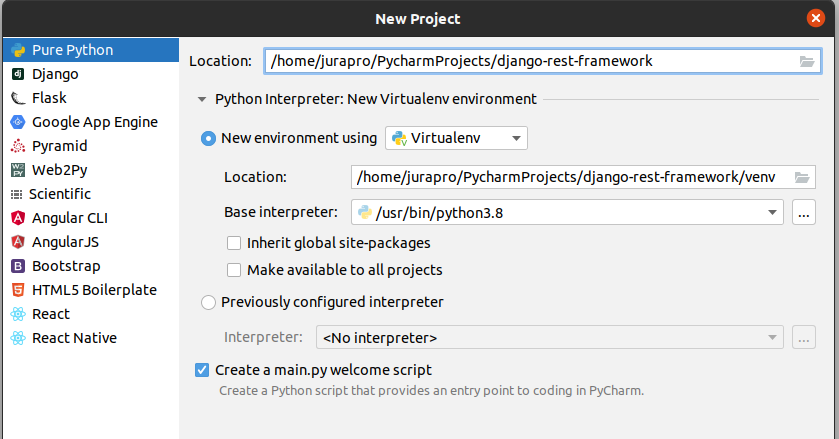 New Project
Pure Python
Django
Flask
Google App Engine
Pyramid
Web2Py
Scientific
Angular CLI
AngularJS
Bootstrap
HTML5 Boilerplate
React
React Native
Location: /home/jurapro/PycharmProjects/django-rest-framework
Python Interpreter: New Virtualenv environment
New environment using Virtualenv
Location: /home/jurapro/PycharmProjects/django-rest-framework/venv
Base interpreter: /usr/bin/python3.8 ...
Inherit global site-packages
Make available to all projects
Previously configured interpreter
Interpreter: <No interpreter> ...
Create a main.py welcome script
Create a Python script that provides an entry point to coding in PyCharm.